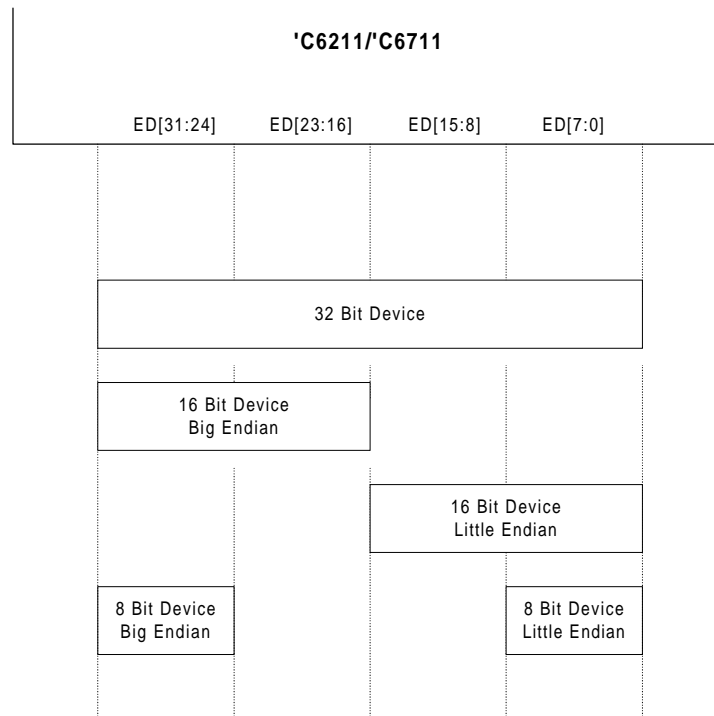 'C6211/'C6711
ED[31:24] ED[23:16] ED[15:8] ED[7:0]
32 Bit Device
16 Bit Device
Big Endian
16 Bit Device
Little Endian
8 Bit Device
Big Endian
8 Bit Device
Little Endian